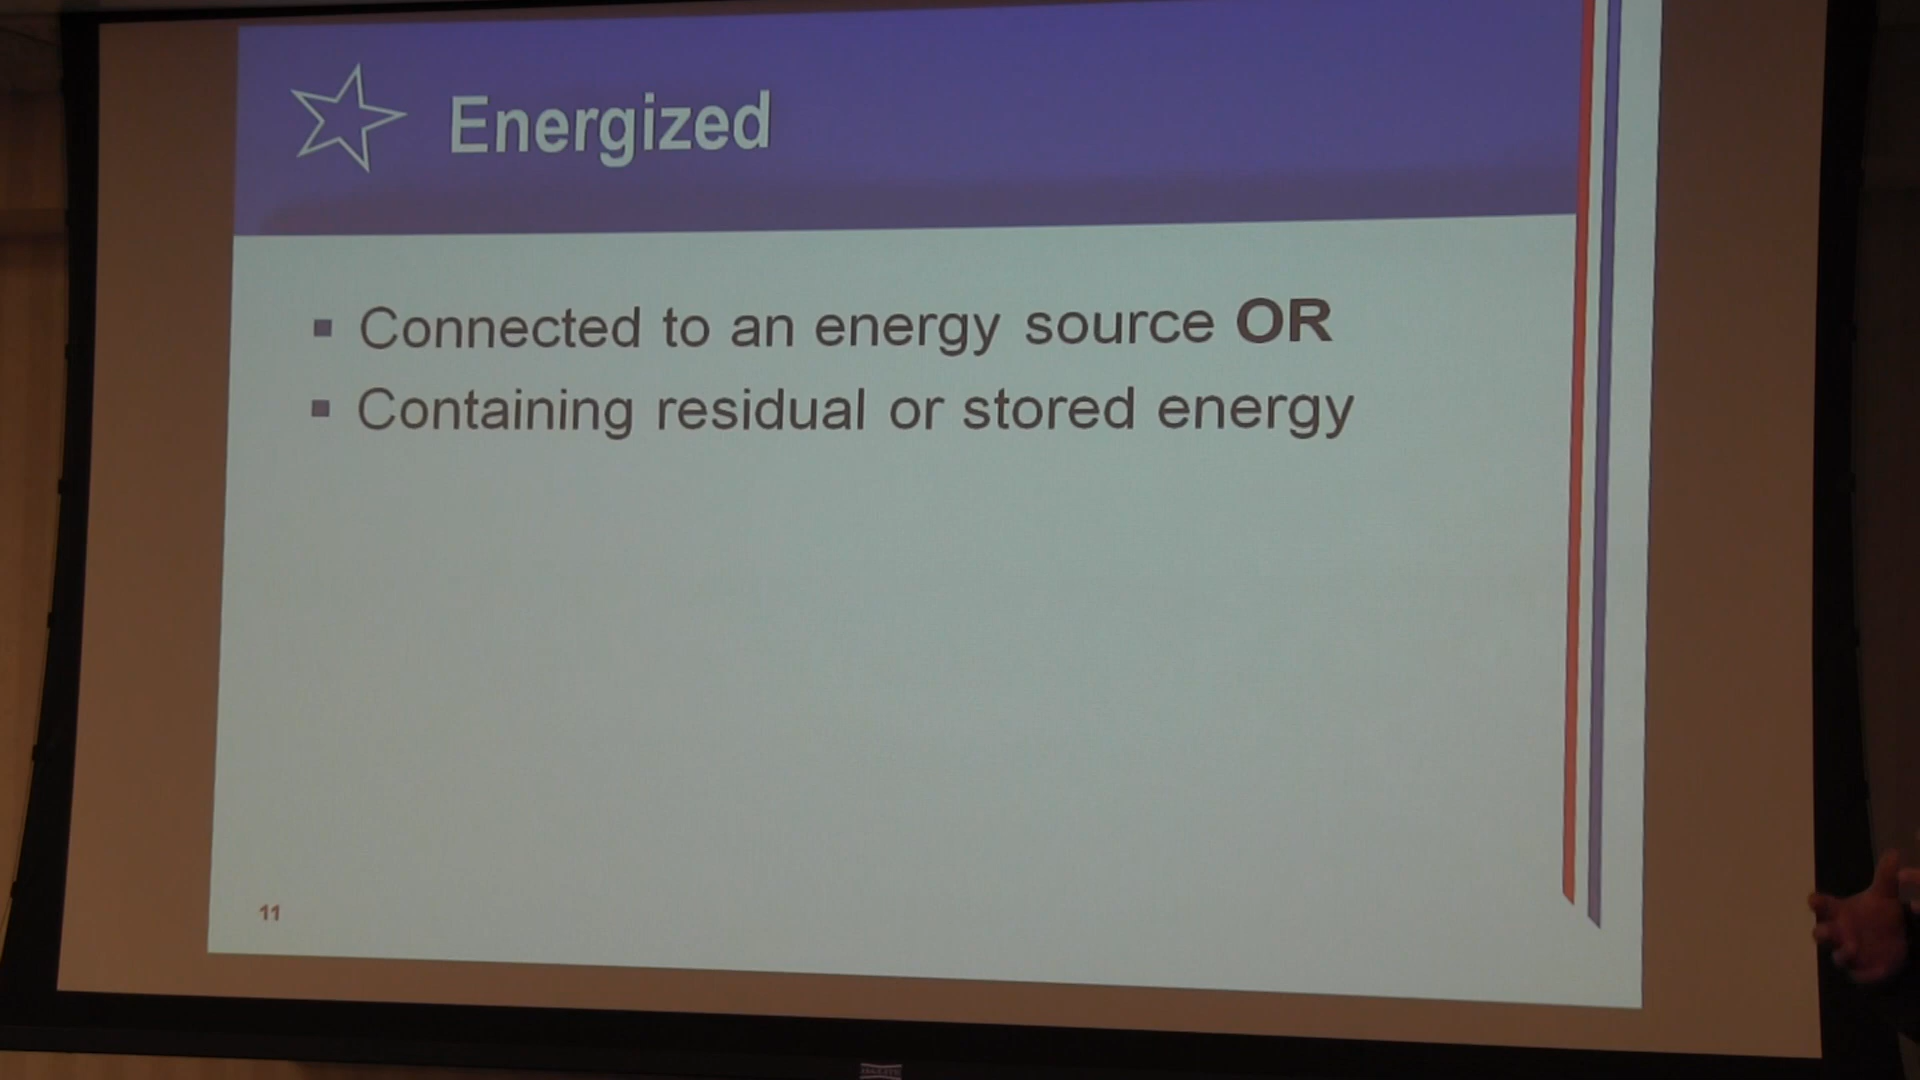 Energized
Connected to an energy source OR
Containing residual or stored energy
11